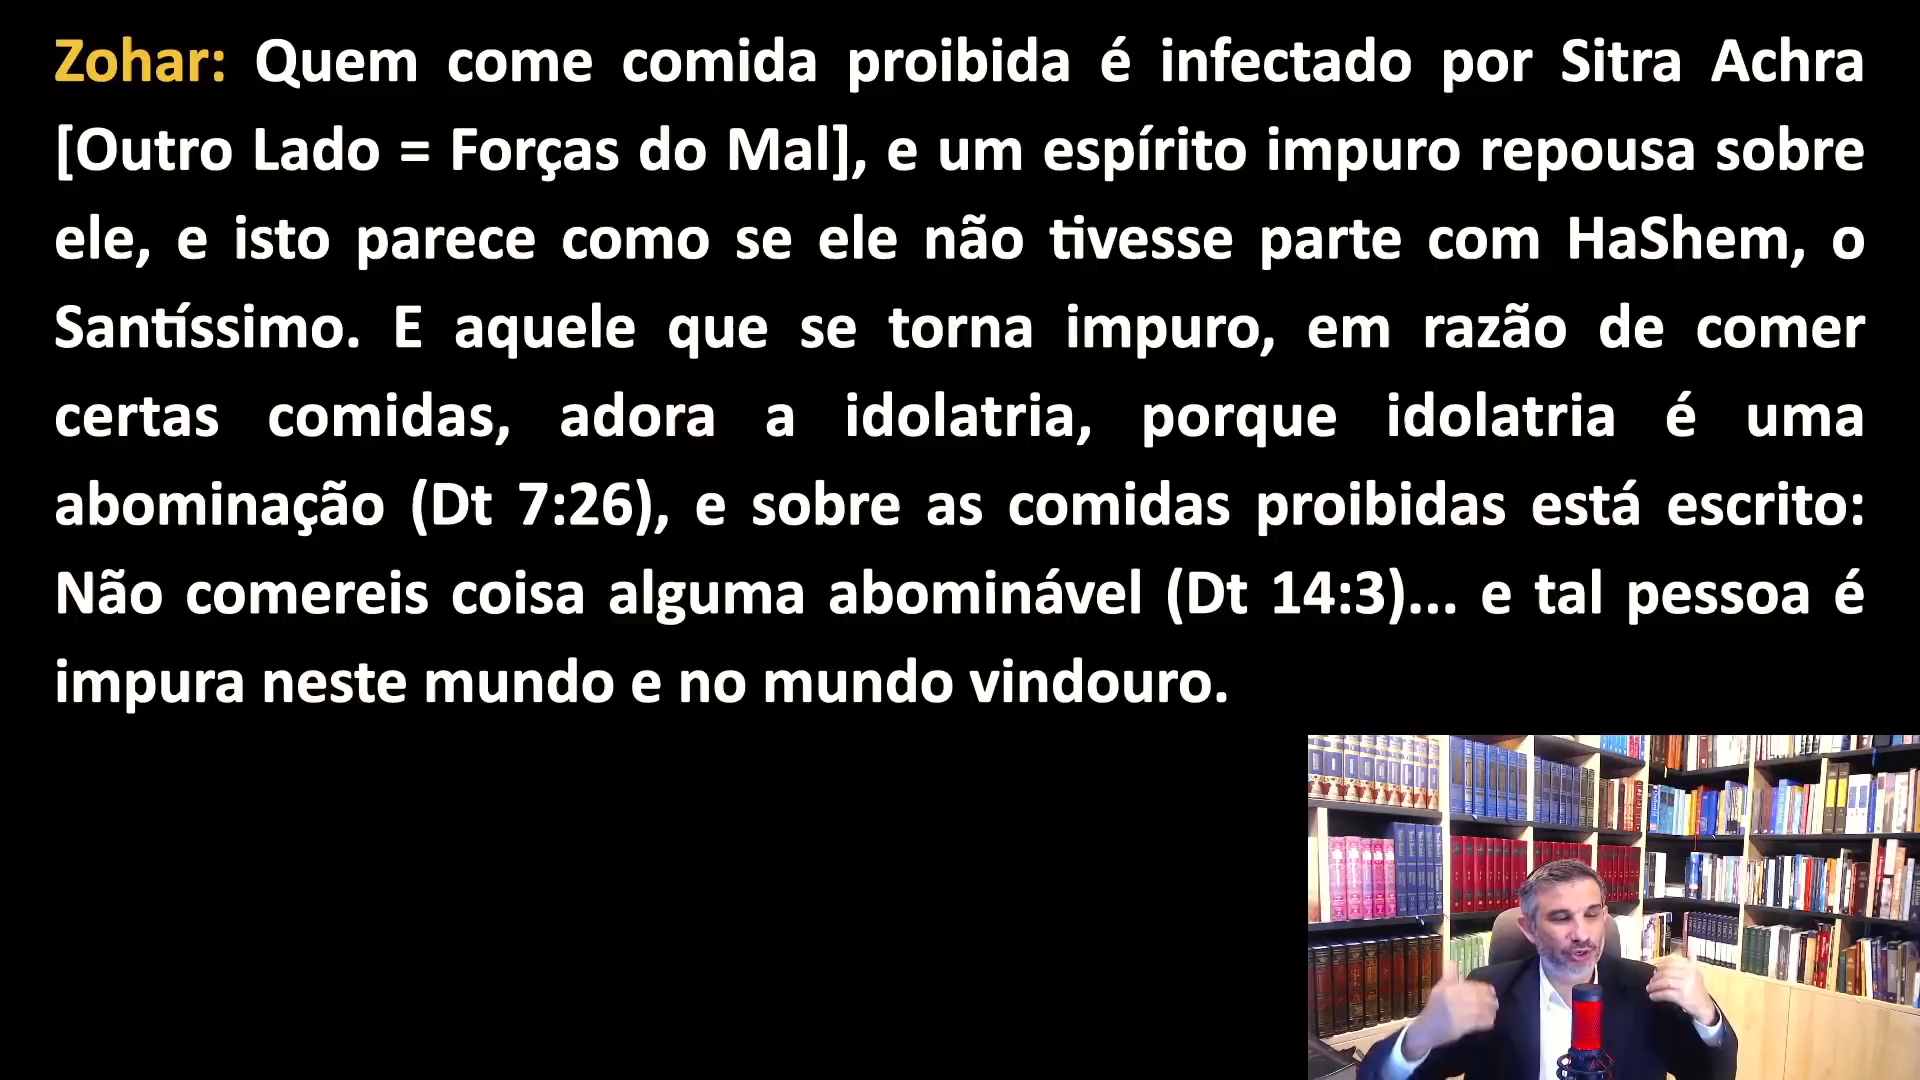 Zohar: Quem come comida proibida é infectado por Sitra Achra
[Outro Lado = Forças do Mal], e um espírito impuro repousa sobre
ele, e isto parece como se ele não tivesse parte com HaShem, o
Santíssimo. E aquele que se torna impuro, em razão de comer
certas comidas, adora a idolatria, porque idolatria é uma
abominação (Dt 7:26), e sobre as comidas proibidas está escrito:
Não comereis coisa alguma abominável (Dt 14:3)... e tal pessoa é
impura neste mundo e no mundo vindouro.